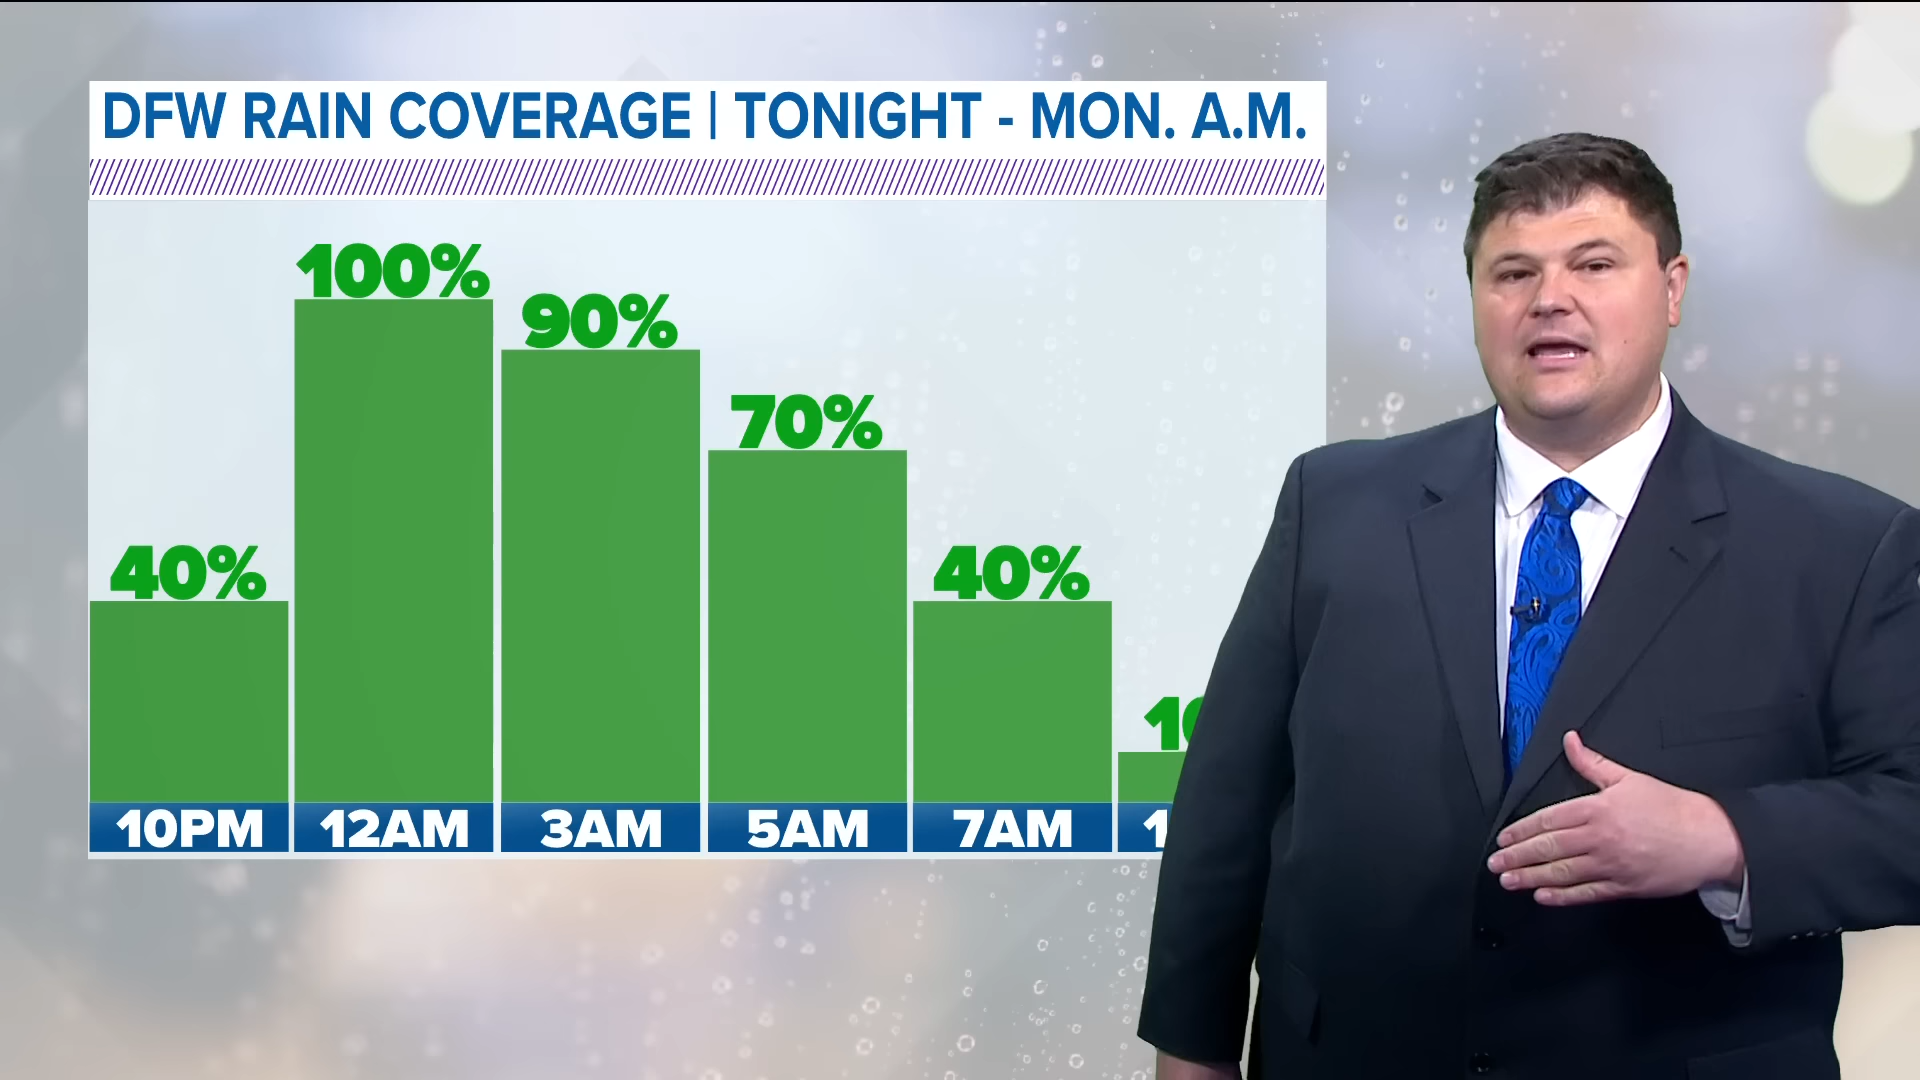 DFW RAIN COVERAGE | TONIGHT - MON. A.M.
40% 100% 90% 70% 40%
10PM 12AM 3AM 5AM 7AM